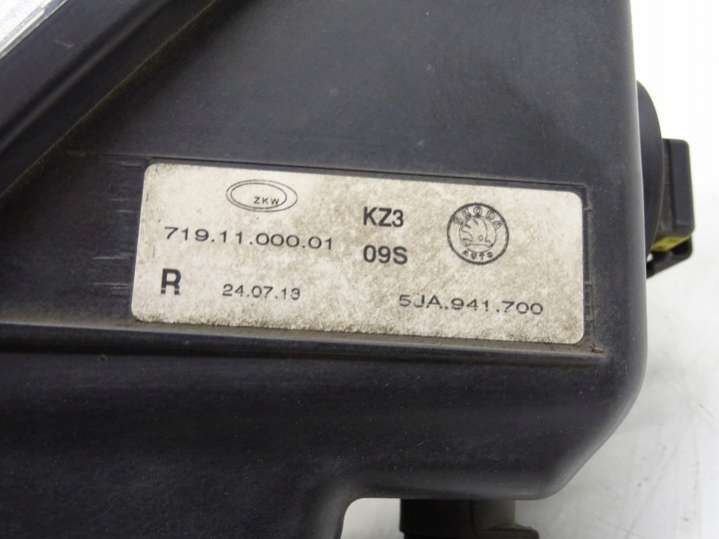 ZKW
KZ3
719.11.000.01
09S
ŠKODA
AUTO
R
24.07.13
5JA.941.700